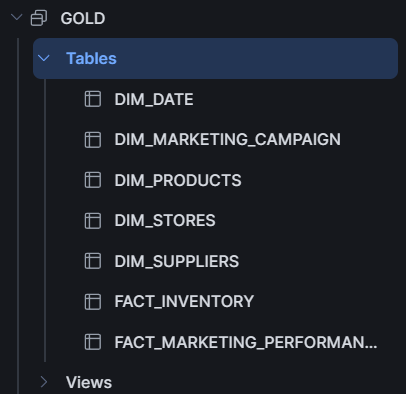 GOLD
Tables
DIM_DATE
DIM_MARKETING_CAMPAIGN
DIM_PRODUCTS
DIM_STORES
DIM_SUPPLIERS
FACT_INVENTORY
FACT_MARKETING_PERFORMAN...
Views